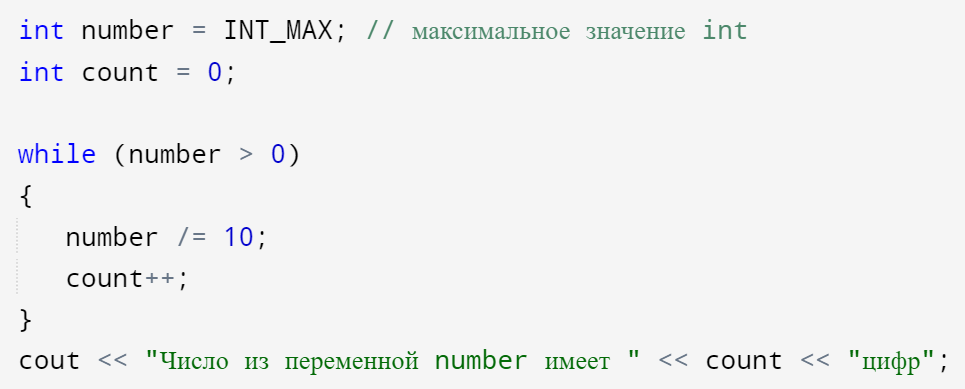 int number = INT_MAX; // максимальное значение int
int count = 0;
while (number > 0)
{
number /= 10;
count++;
}
cout << "Число из переменной number имеет " << count << "цифр";